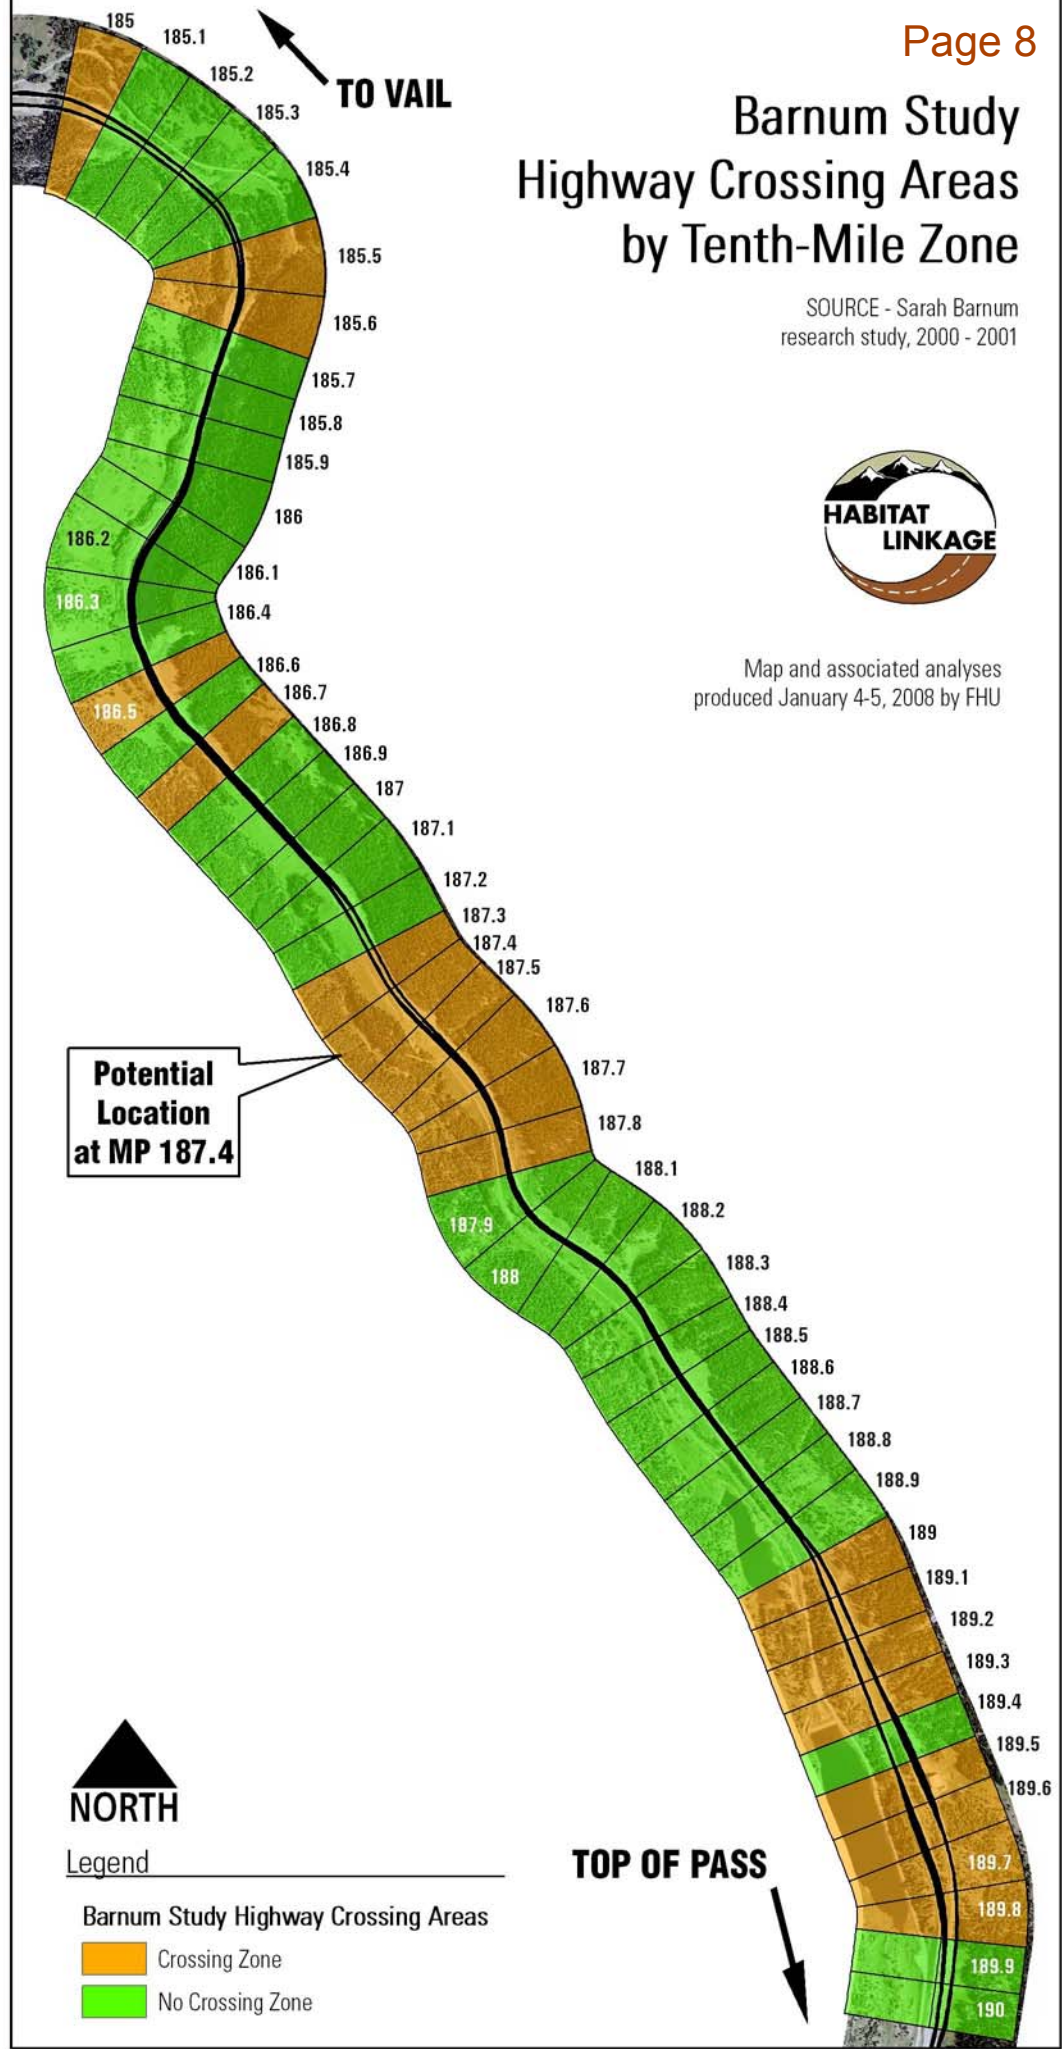 Page 8
TO VAIL
Barnum Study
Highway Crossing Areas
by Tenth-Mile Zone
SOURCE - Sarah Barnum
research study, 2000 - 2001
HABITAT
LINKAGE
Map and associated analyses
produced January 4-5, 2008 by FHU
185
185.1
185.2
185.3
185.4
185.5
185.6
185.7
185.8
185.9
186
186.1
186.2
186.3
186.4
186.5
186.6
186.7
186.8
186.9
187
187.1
187.2
187.3
187.4
187.5
187.6
187.7
187.8
Potential
Location
at MP 187.4
187.9
188
188.1
188.2
188.3
188.4
188.5
188.6
188.7
188.8
188.9
189
189.1
189.2
189.3
189.4
189.5
189.6
189.7
189.8
189.9
190
TOP OF PASS
NORTH
Legend
Barnum Study Highway Crossing Areas
Crossing Zone
No Crossing Zone